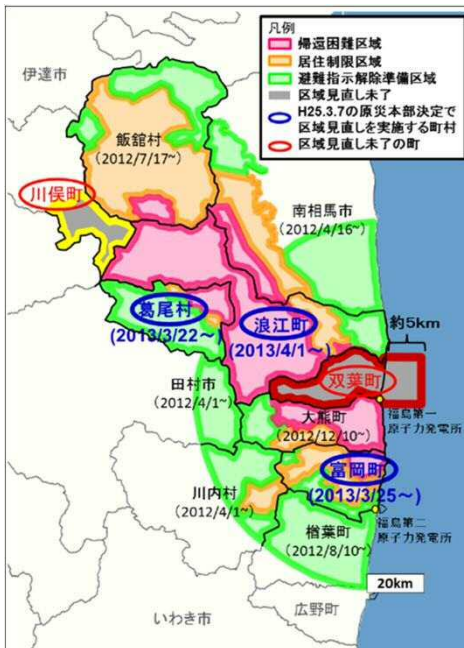 凡例
帰還困難区域
居住制限区域
避難指示解除準備区域
区域見直し未了
H25.3.7の原災本部決定で
区域見直しを実施する町村
区域見直し未了の町
伊達市
飯舘村
(2012/7/17~)
川俣町
南相馬市
(2012/4/16~)
葛尾村
(2013/3/22~)
浪江町
(2013/4/1~)
約5km
双葉町
田村市
(2012/4/1~)
大熊町
(2012/12/10~)
福島第一
原子力発電所
富岡町
(2013/3/25~)
川内村
(2012/4/1~)
福島第二
原子力発電所
楢葉町
(2012/8/10~)
20km
いわき市
広野町